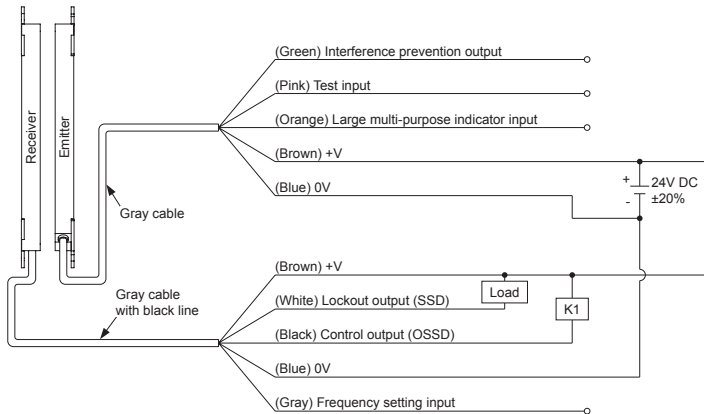 Receiver
Emitter
(Green) Interference prevention output
(Pink) Test input
(Orange) Large multi-purpose indicator input
(Brown) +V
(Blue) 0V
+
-
24V DC
±20%
Gray cable
Gray cable
with black line
(Brown) +V
(White) Lockout output (SSD)
Load
(Black) Control output (OSSD)
K1
(Blue) 0V
(Gray) Frequency setting input